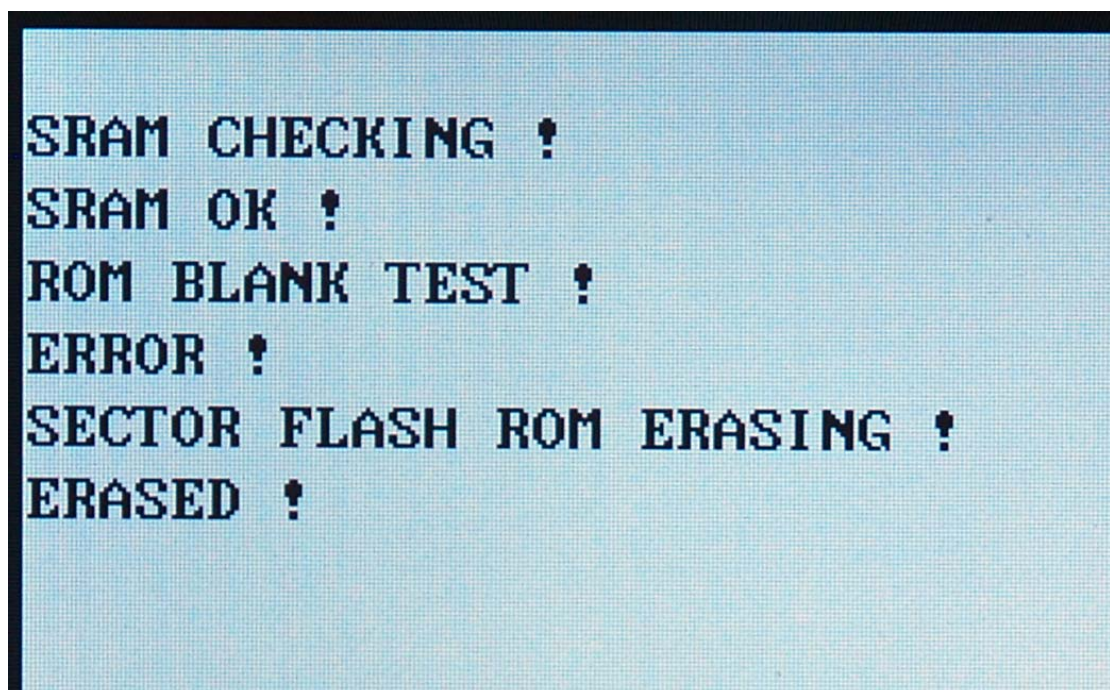 SRAM CHECKING !
SRAM OK !
ROM BLANK TEST !
ERROR !
SECTOR FLASH ROM ERASING !
ERASED !